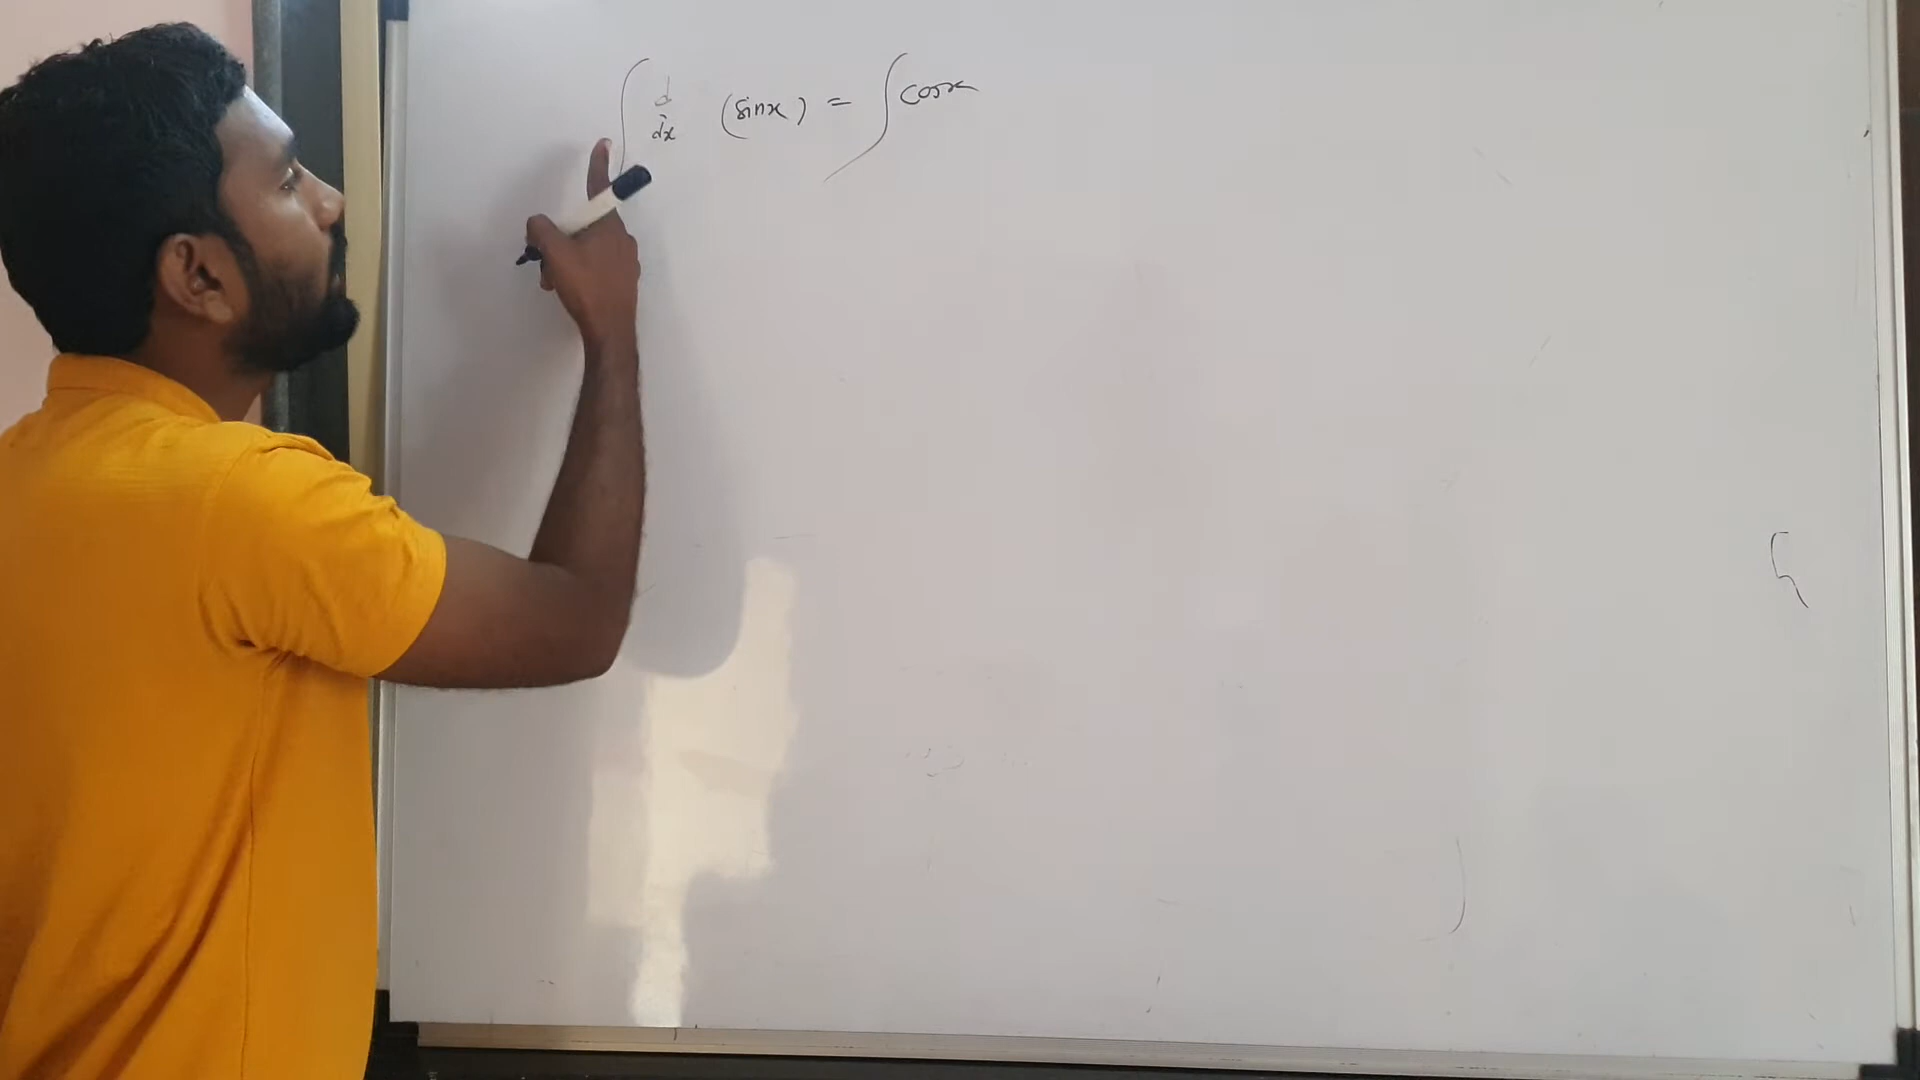 ∫ d/dx (sinx) = ∫ cosx